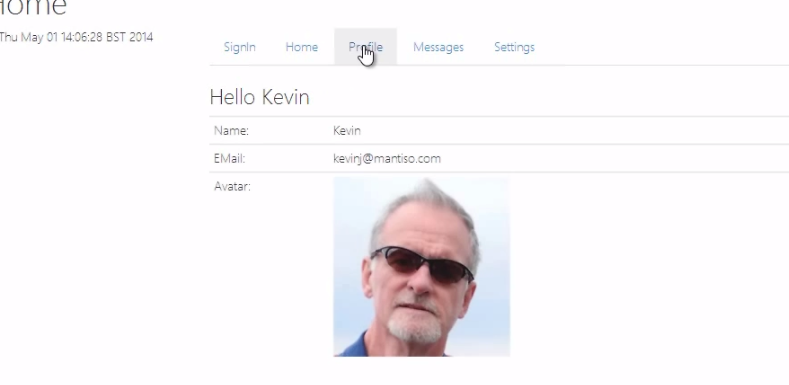 Home
Thu May 01 14:06:28 BST 2014
SignIn Home Profile Messages Settings
Hello Kevin
Name: Kevin
EMail: kevinj@mantiso.com
Avatar: